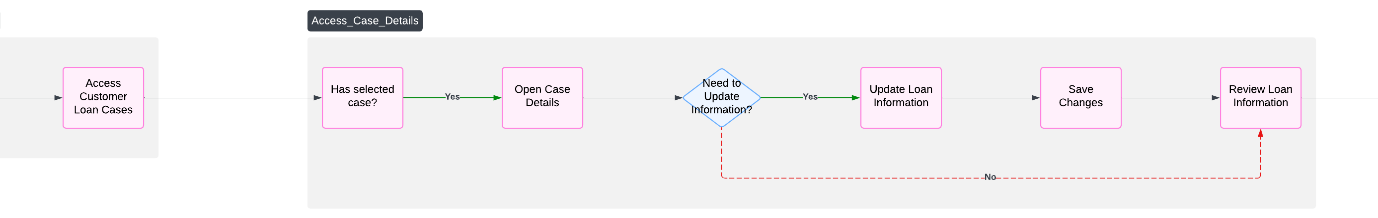 Access_Case_Details
Access
Customer
Loan Cases
Has selected
case?
Yes
Open Case
Details
Need to
Update
Information?
Yes
Update Loan
Information
Save
Changes
Review Loan
Information
No